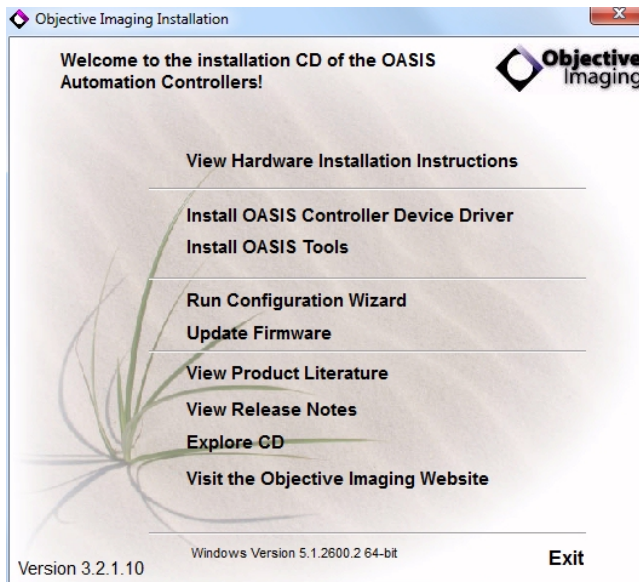 Objective Imaging Installation
X
Welcome to the installation CD of the OASIS
Automation Controllers!
Objective
Imaging
View Hardware Installation Instructions
Install OASIS Controller Device Driver
Install OASIS Tools
Run Configuration Wizard
Update Firmware
View Product Literature
View Release Notes
Explore CD
Visit the Objective Imaging Website
Windows Version 5.1.2600.2 64-bit
Exit
Version 3.2.1.10